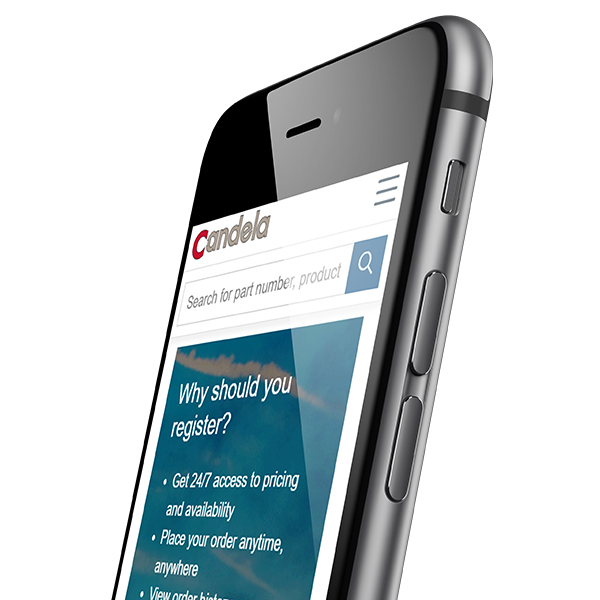 Candela
Search for part number, product
Why should you
register?
• Get 24/7 access to pricing
and availability
• Place your order anytime,
anywhere
• View order history